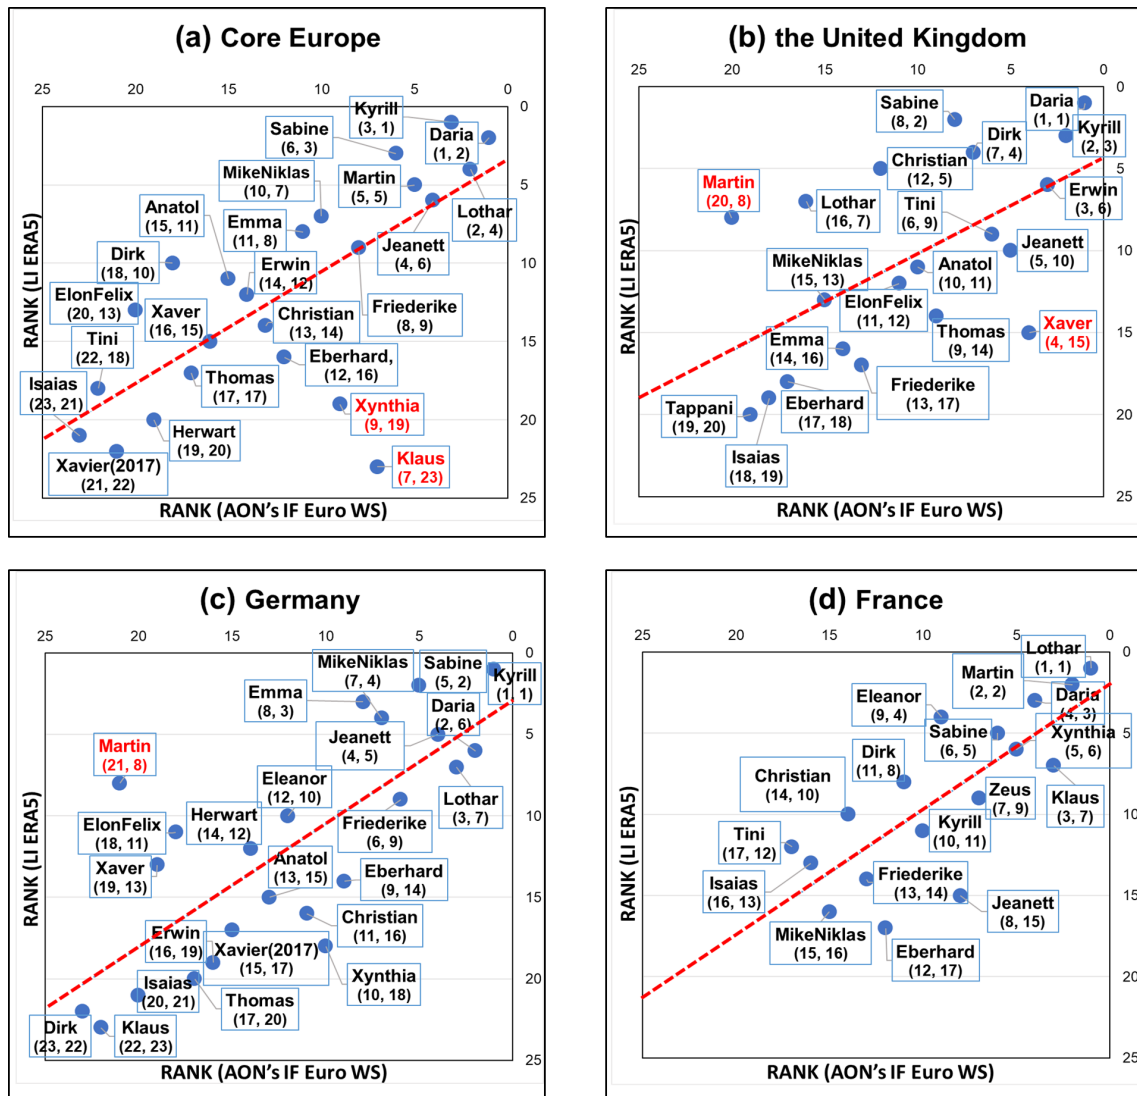 (a) Core Europe
25 20 15 10 5 0
0
5
10
15
20
25
RANK (LI ERA5)
Kyrill
(3, 1)
Sabine
(6, 3)
Daria
(1, 2)
MikeNiklas
(10, 7)
Martin
(5, 5)
Anatol
(15, 11)
Emma
(11, 8)
Lothar
(2, 4)
Dirk
(18, 10)
Jeanett
(4, 6)
Erwin
(14, 12)
ElonFelix
(20, 13)
Xaver
(16, 15)
Christian
(13, 14)
Friederike
(8, 9)
Tini
(22, 18)
Eberhard,
(12, 16)
Isaias
(23, 21)
Thomas
(17, 17)
Xynthia
(9, 19)
Herwart
(19, 20)
Xavier(2017)
(21, 22)
Klaus
(7, 23)
RANK (AON's IF Euro WS)
(b) the United Kingdom
25 20 15 10 5 0
0
5
10
15
20
25
RANK (LI ERA5)
Sabine
(8, 2)
Daria
(1, 1)
Dirk
(7, 4)
Kyrill
(2, 3)
Christian
(12, 5)
Martin
(20, 8)
Erwin
(3, 6)
Lothar
(16, 7)
Tini
(6, 9)
Jeanett
(5, 10)
MikeNiklas
(15, 13)
Anatol
(10, 11)
ElonFelix
(11, 12)
Xaver
(4, 15)
Thomas
(9, 14)
Emma
(14, 16)
Friederike
(13, 17)
Tappani
(19, 20)
Eberhard
(17, 18)
Isaias
(18, 19)
RANK (AON's IF Euro WS)
(c) Germany
25 20 15 10 5 0
0
5
10
15
20
25
RANK (LI ERA5)
MikeNiklas
(7, 4)
Sabine
(5, 2)
Kyrill
(1, 1)
Emma
(8, 3)
Daria
(2, 6)
Jeanett
(4, 5)
Martin
(21, 8)
Eleanor
(12, 10)
Lothar
(3, 7)
Herwart
(14, 12)
ElonFelix
(18, 11)
Friederike
(6, 9)
Xaver
(19, 13)
Anatol
(13, 15)
Eberhard
(9, 14)
Christian
(11, 16)
Erwin
(16, 19)
Xavier(2017)
(15, 17)
Xynthia
(10, 18)
Isaias
(20, 21)
Thomas
(17, 20)
Dirk
(23, 22)
Klaus
(22, 23)
RANK (AON's IF Euro WS)
(d) France
25 20 15 10 5 0
0
5
10
15
20
25
RANK (LI ERA5)
Lothar
(1, 1)
Martin
(2, 2)
Eleanor
(9, 4)
Daria
(4, 3)
Sabine
(6, 5)
Xynthia
(5, 6)
Dirk
(11, 8)
Christian
(14, 10)
Zeus
(7, 9)
Klaus
(3, 7)
Tini
(17, 12)
Kyrill
(10, 11)
Isaias
(16, 13)
Friederike
(13, 14)
Jeanett
(8, 15)
MikeNiklas
(15, 16)
Eberhard
(12, 17)
RANK (AON's IF Euro WS)